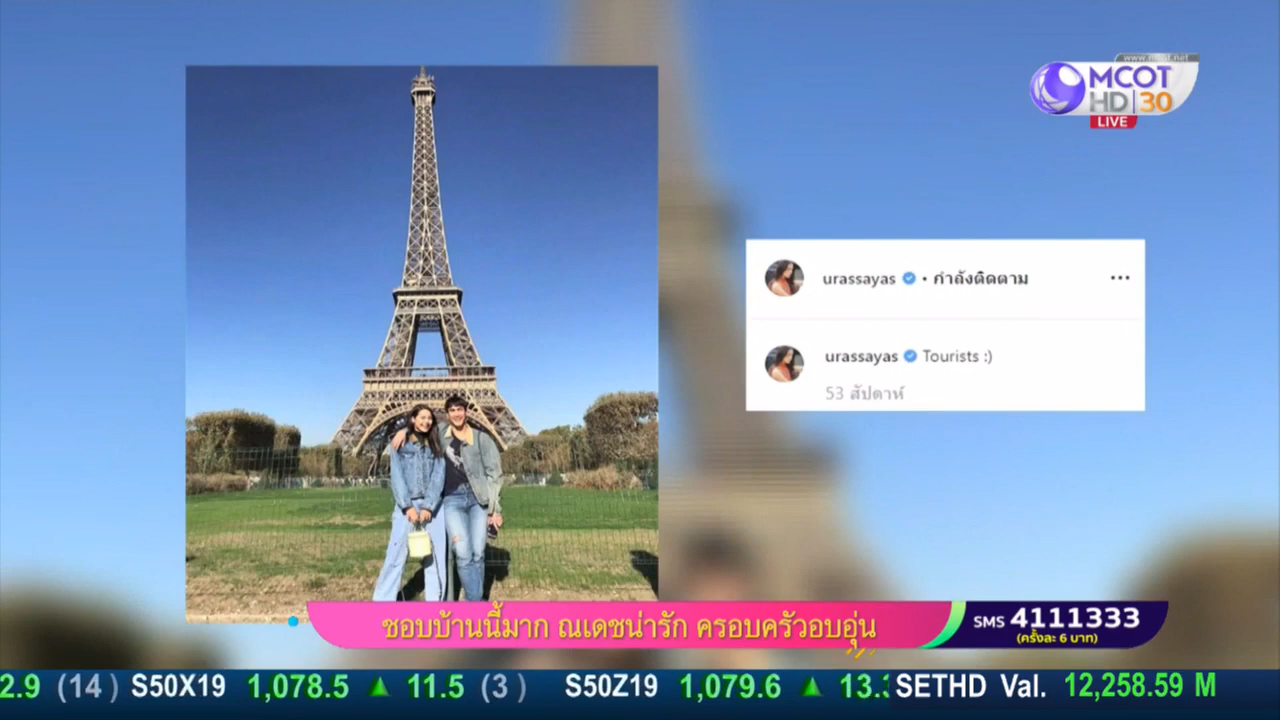 www.mcot.net
MCOT
HD|30
LIVE
urassayas • กำลังติดตาม ...
urassayas Tourists :)
53 สัปดาห์
ชอบบ้านนี้มาก ณเดชน่ารัก ครอบครัวอบอุ่น
SMS 4111333
(ครั้งละ 6 บาท)
2.9 (14) S50X19 1,078.5 ▲ 11.5 (3) S50Z19 1,079.6 ▲ 13. SETHD Val. 12,258.59 M